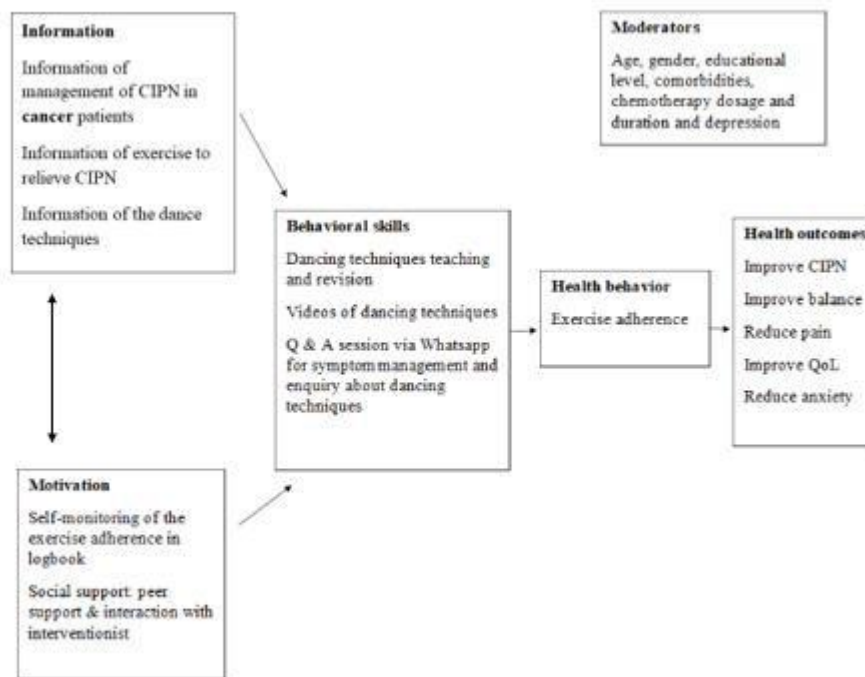 Information
Information of
management of CIPN in
cancer patients
Information of exercise to
relieve CIPN
Information of the dance
techniques
Moderators
Age, gender, educational
level, comorbidities,
chemotherapy dosage and
duration and depression
Behavioral skills
Dancing techniques teaching
and revision
Videos of dancing techniques
Q & A session via Whatsapp
for symptom management and
enquiry about dancing
techniques
Health behavior
Exercise adherence
Health outcomes
Improve CIPN
Improve balance
Reduce pain
Improve QoL
Reduce anxiety
Motivation
Self-monitoring of the
exercise adherence in
logbook
Social support: peer
support & interaction with
interventionist